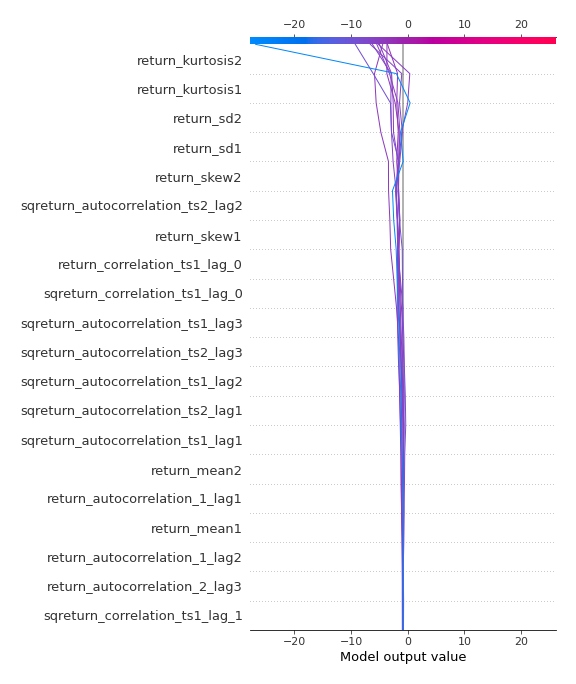 −20 −10 0 10 20
return_kurtosis2
return_kurtosis1
return_sd2
return_sd1
return_skew2
sqreturn_autocorrelation_ts2_lag2
return_skew1
return_correlation_ts1_lag_0
sqreturn_correlation_ts1_lag_0
sqreturn_autocorrelation_ts1_lag3
sqreturn_autocorrelation_ts2_lag3
sqreturn_autocorrelation_ts1_lag2
sqreturn_autocorrelation_ts2_lag1
sqreturn_autocorrelation_ts1_lag1
return_mean2
return_autocorrelation_1_lag1
return_mean1
return_autocorrelation_1_lag2
return_autocorrelation_2_lag3
sqreturn_correlation_ts1_lag_1
−20 −10 0 10 20
Model output value